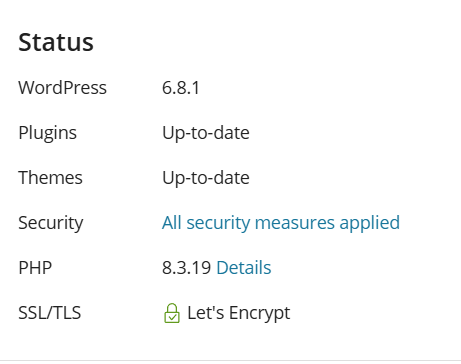 Status
WordPress 6.8.1
Plugins Up-to-date
Themes Up-to-date
Security All security measures applied
PHP 8.3.19 Details
SSL/TLS Let's Encrypt